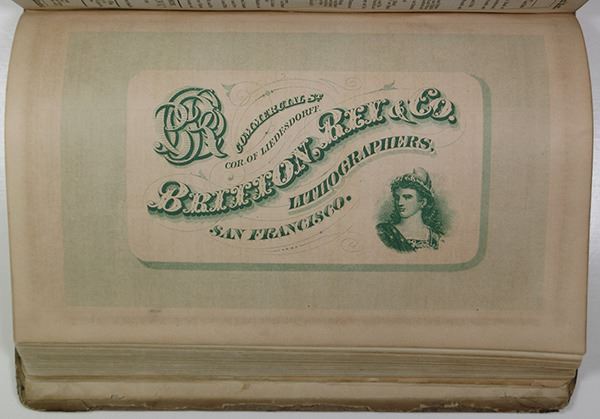 BR
COMMERCIAL ST
COR OF LIEDESDORFF.
BRITTON, REY & CO.
LITHOGRAPHERS,
SAN FRANCISCO.